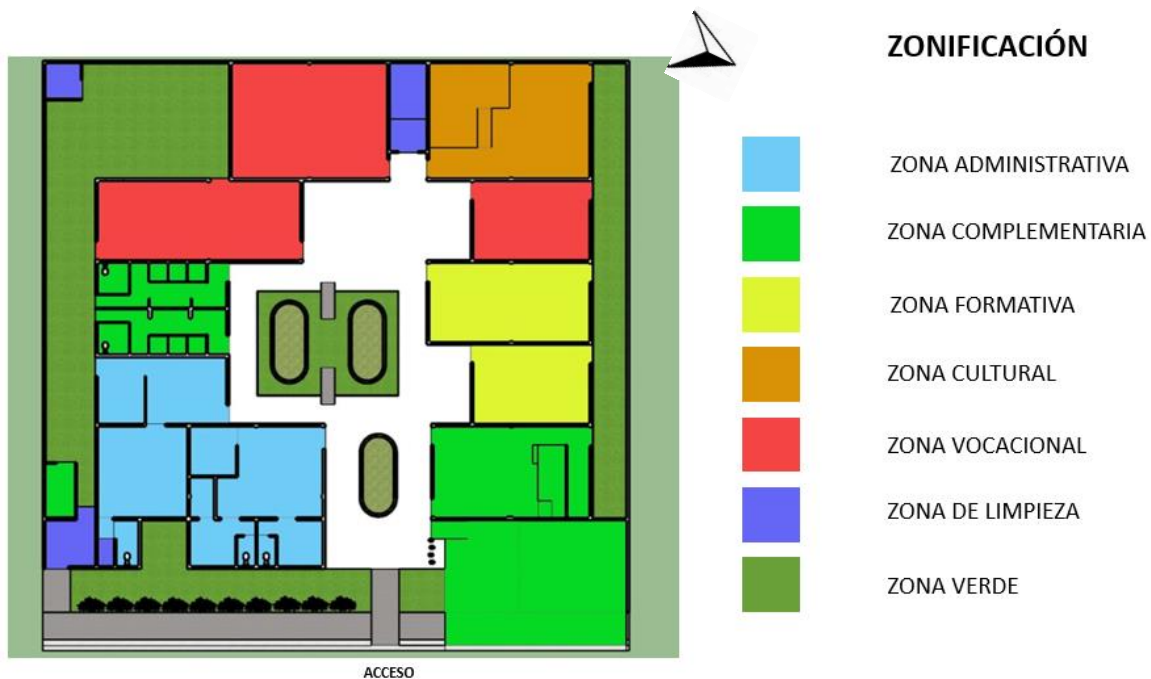 ZONIFICACIÓN
ZONA ADMINISTRATIVA
ZONA COMPLEMENTARIA
ZONA FORMATIVA
ZONA CULTURAL
ZONA VOCACIONAL
ZONA DE LIMPIEZA
ZONA VERDE
ACCESO